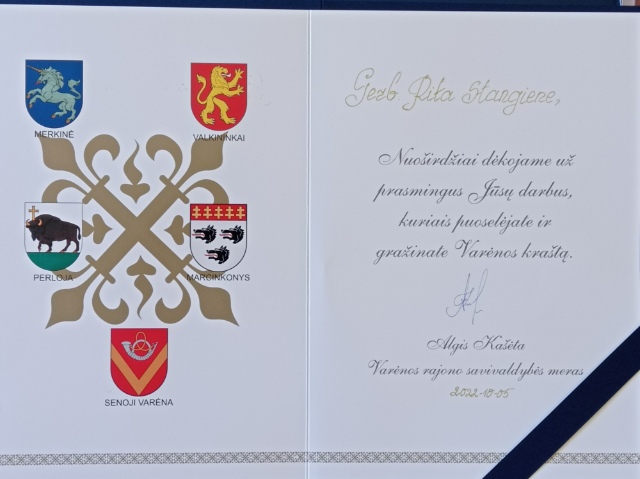 MERKINĖ
VALKININKAI
PERLOJA
MARCINKONYS
SENOJI VARĖNA
Gerb Rita Stangienė,
Nuoširdžiai dėkojame už
prasmingus Jūsų darbus,
kuriais puoselėjate ir
gražinate Varėnos kraštą.
Algis Kašėta
Varėnos rajono savivaldybės meras
2022-10-05